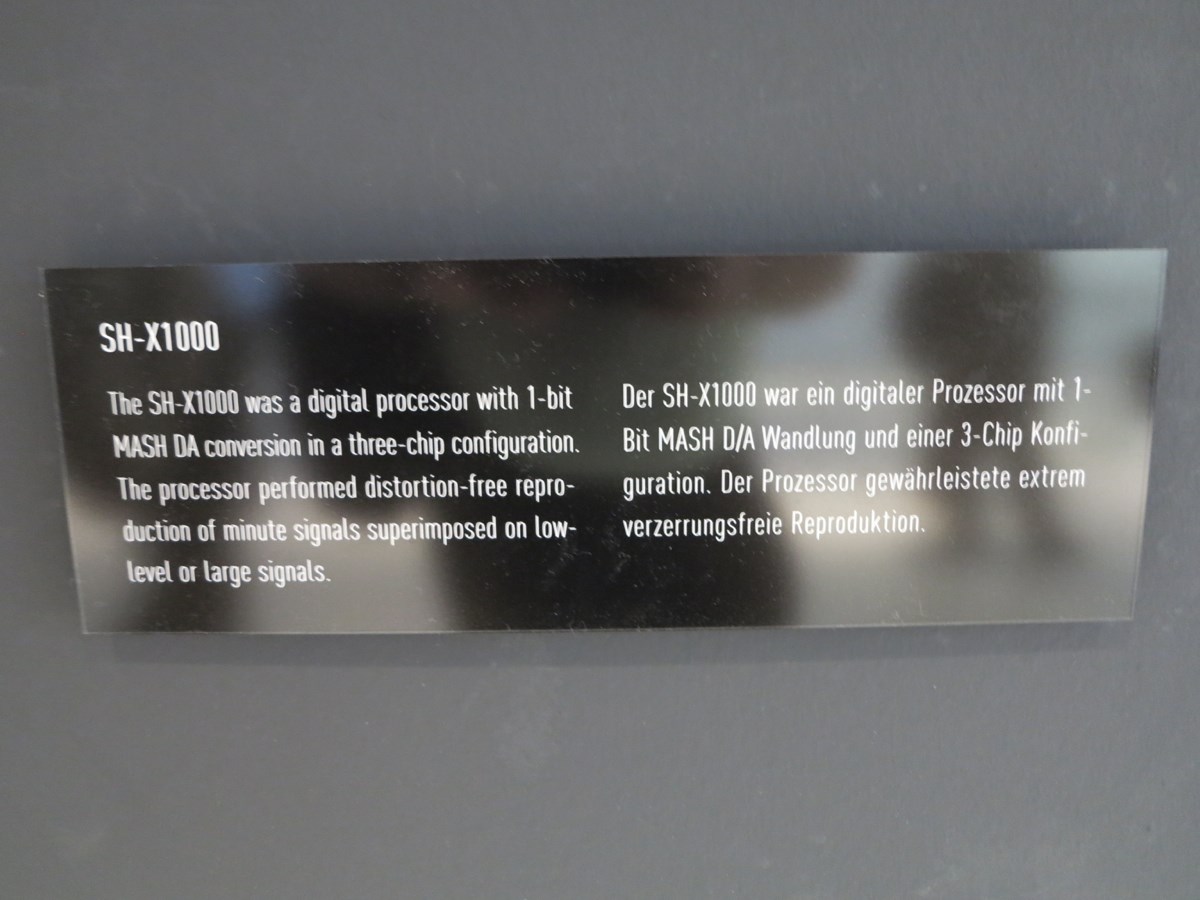 SH-X1000
The SH-X1000 was a digital processor with 1-bit
MASH DA conversion in a three-chip configuration.
The processor performed distortion-free repro-
duction of minute signals superimposed on low-
level or large signals.
Der SH-X1000 war ein digitaler Prozessor mit 1-
Bit MASH D/A Wandlung und einer 3-Chip Konfi-
guration. Der Prozessor gewährleistete extrem
verzerrungsfreie Reproduktion.